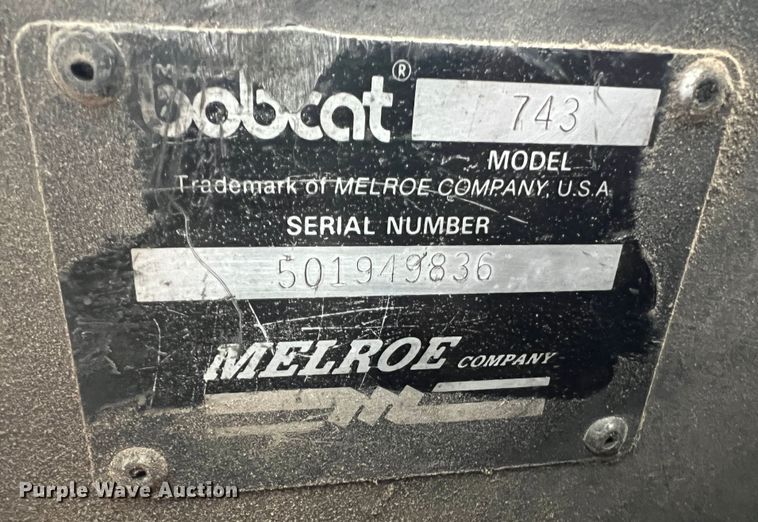 bobcat® 743
MODEL
Trademark of MELROE COMPANY, U.S.A
SERIAL NUMBER
501949836
MELROE COMPANY
Purple Wave Auction